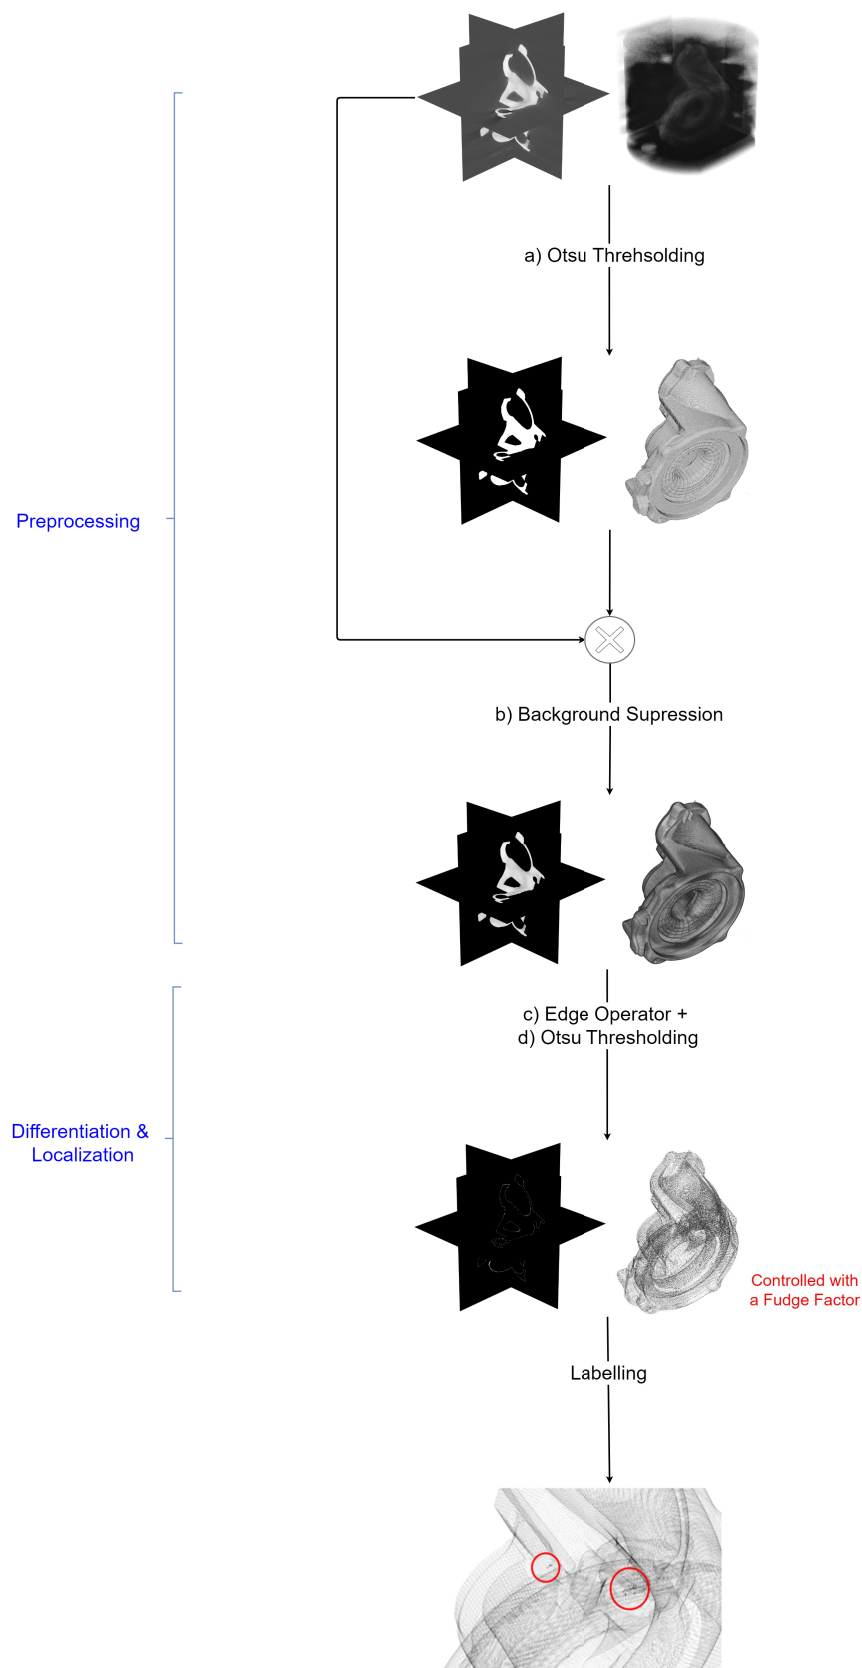 a) Otsu Threhsolding
Preprocessing
b) Background Supression
c) Edge Operator +
d) Otsu Thresholding
Differentiation &
Localization
Controlled with
a Fudge Factor
Labelling